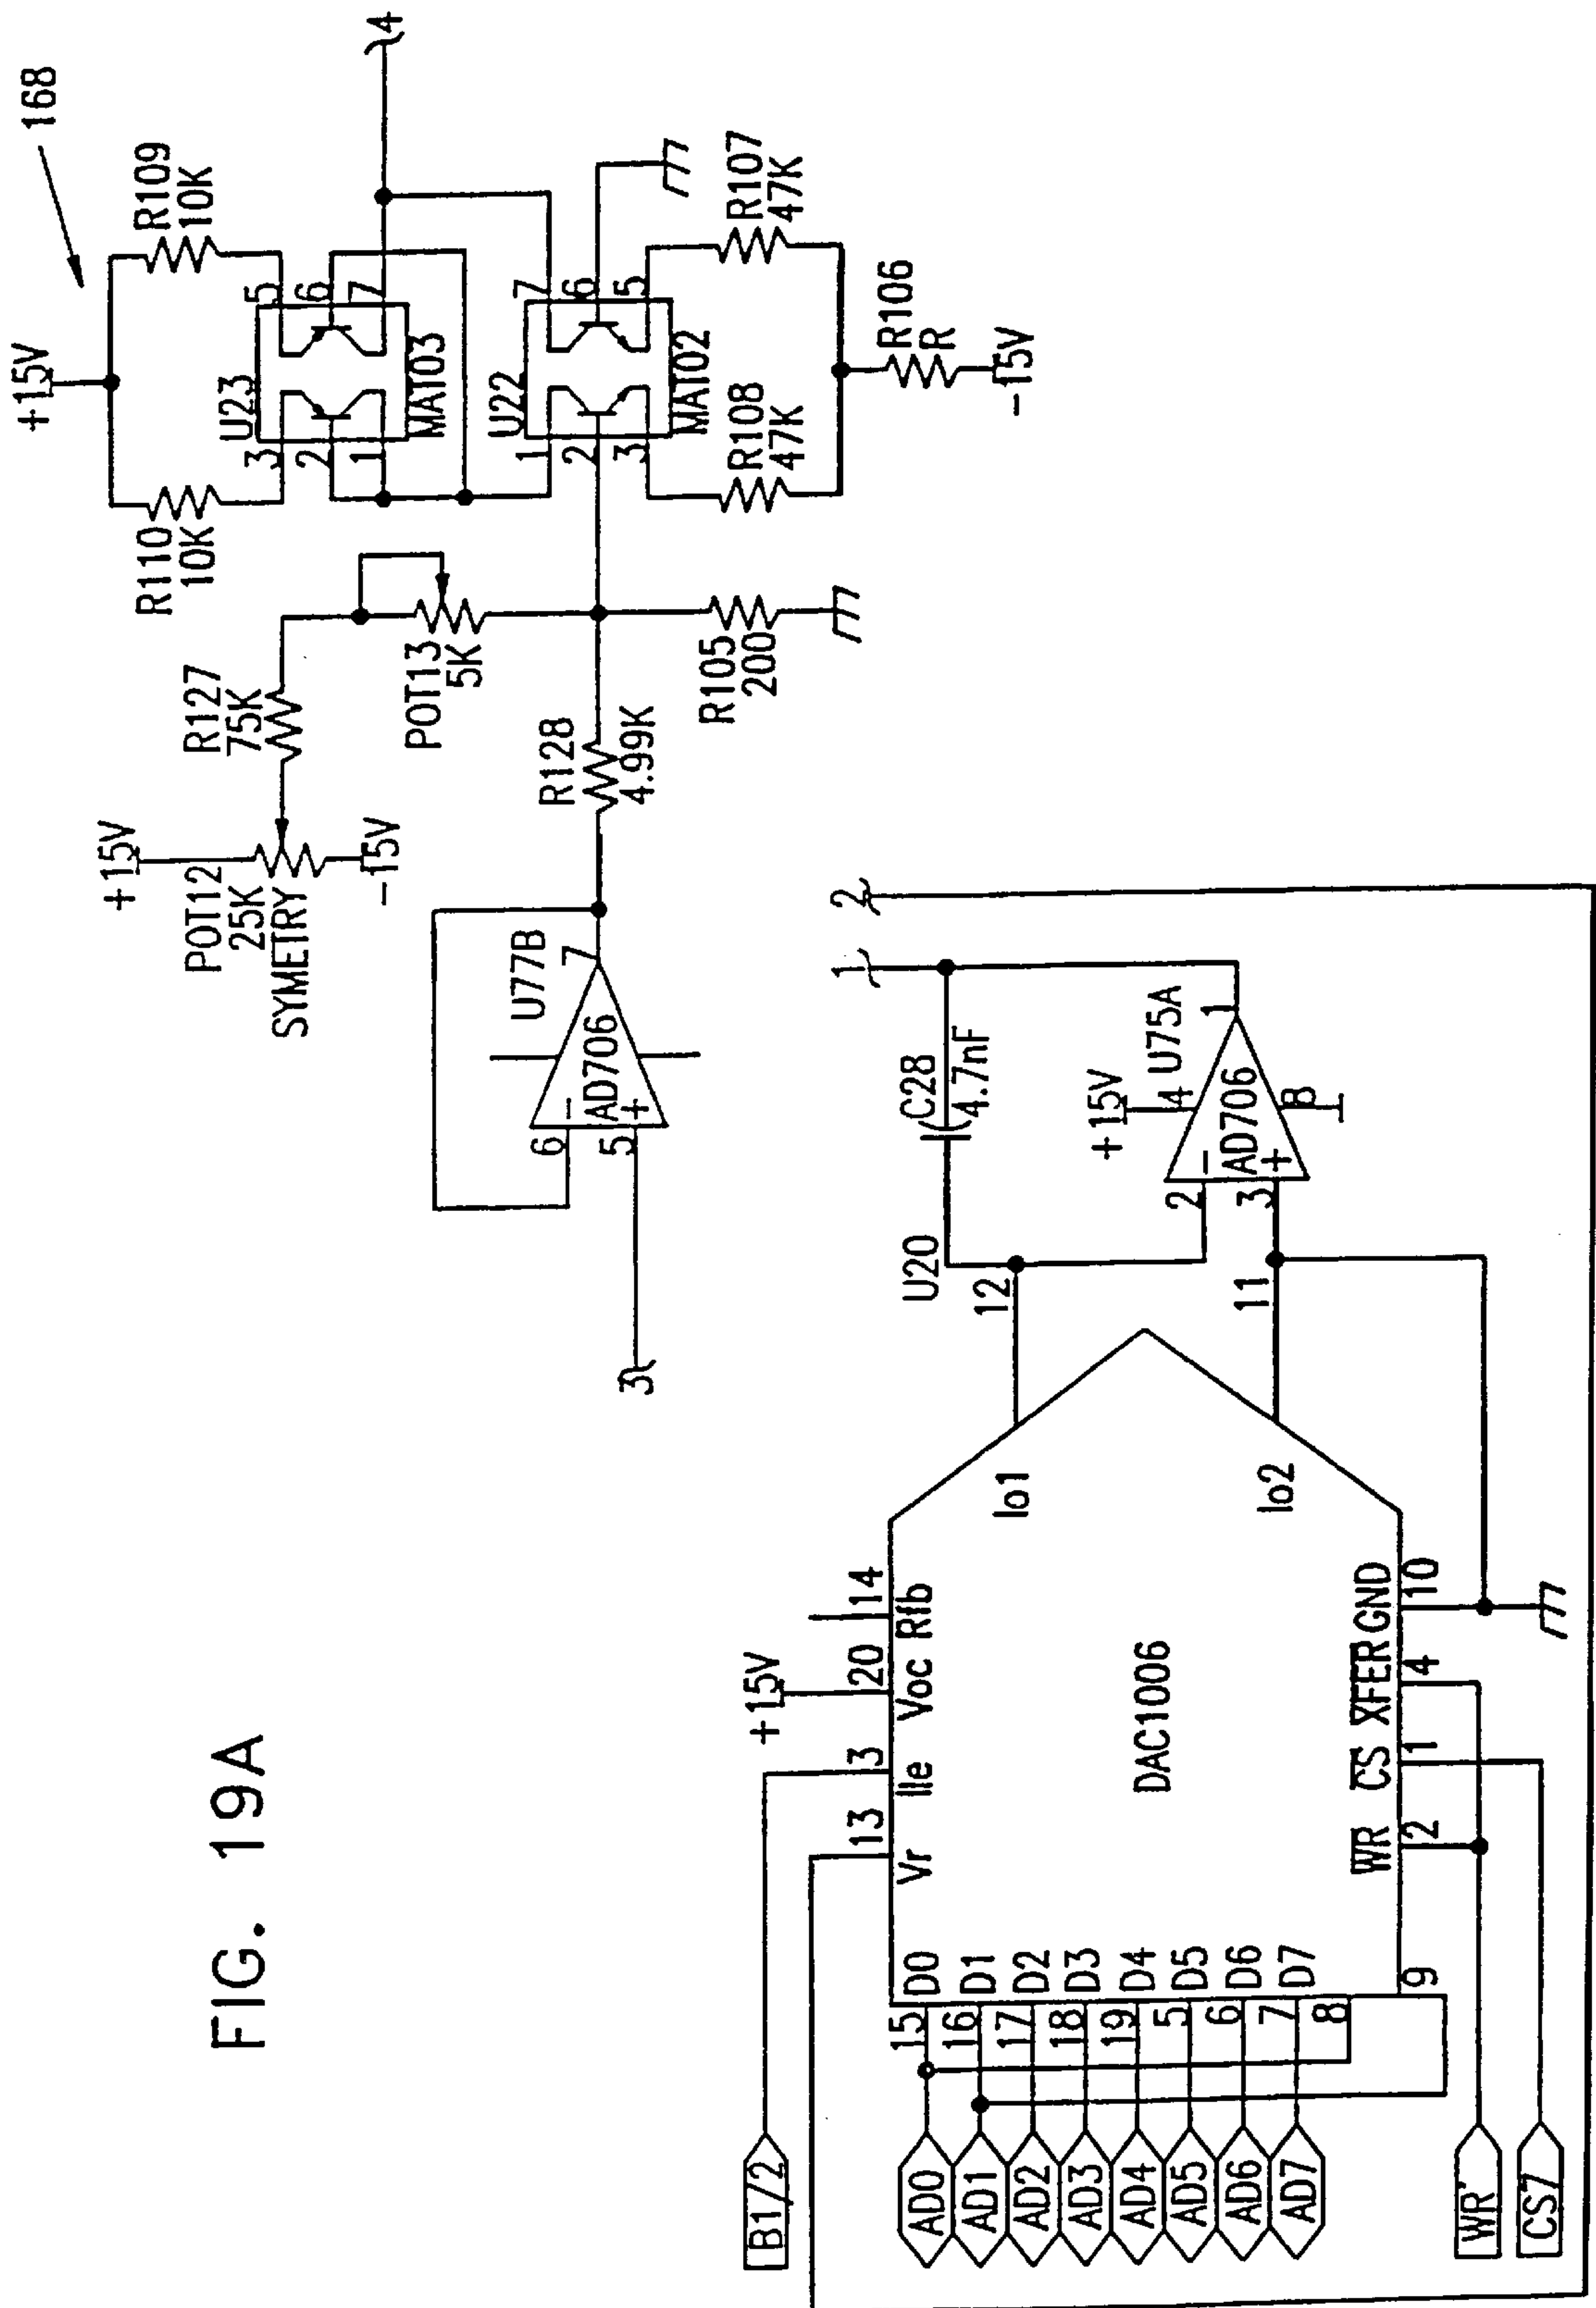 FIG. 19A
168
+15V
R110
10K
R109
10K
U23
3
2
1
5
6
7
MAT03
4
U22
1
2
3
7
6
5
MAT02
R108
47K
R107
47K
R106
R
-15V
+15V
POT12
25K
SYMETRY
-15V
R127
75K
POT13
5K
R128
4.99K
R105
200
U77B
6
5
7
AD706
-
+
3
1
2
C28
4.7nF
U20
+15V
4
U75A
2
3
1
8
AD706
-
+
12
11
B1/2
+15V
13
3
20
14
Vr
Ile
Voc
Rfb
Io1
Io2
DAC1006
AD0
15
D0
AD1
16
D1
AD2
17
D2
AD3
18
D3
AD4
19
D4
AD5
5
D5
AD6
6
D6
AD7
7
D7
8
9
WR
CS
XFER
GND
2
1
4
10
WR'
CS7